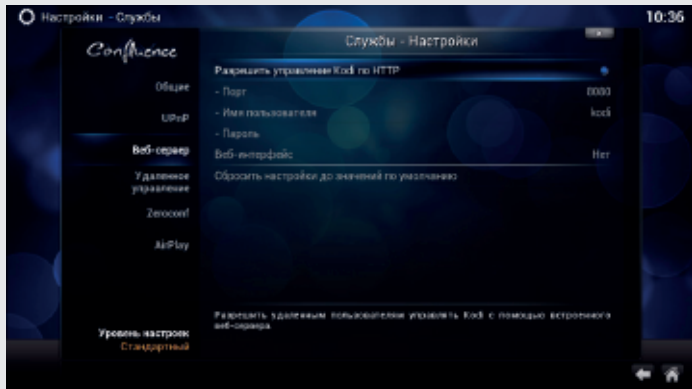 Настройки - Службы
10:36
Confluence
Службы - Настройки
Общие
UPnP
Веб-сервер
Удаленное
управление
Zeroconf
AirPlay
Уровень настроек
Стандартный
Разрешить управление Kodi по HTTP
- Порт 8080
- Имя пользователя kodi
- Пароль
Веб-интерфейс Нет
Сбросить настройки до значений по умолчанию
Разрешить удаленным пользователям управлять Kodi с помощью встроенного
веб-сервера.